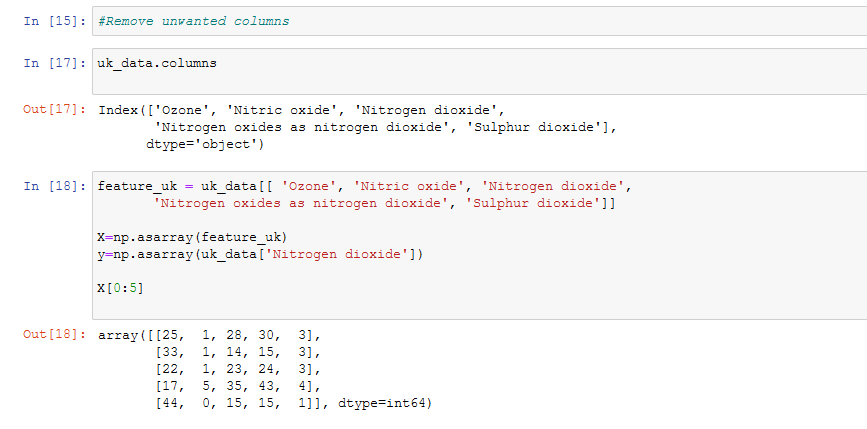 In [15]: #Remove unwanted columns
In [17]: uk_data.columns
Out[17]: Index(['Ozone', 'Nitric oxide', 'Nitrogen dioxide',
'Nitrogen oxides as nitrogen dioxide', 'Sulphur dioxide'],
dtype='object')
In [18]: feature_uk = uk_data[[ 'Ozone', 'Nitric oxide', 'Nitrogen dioxide',
'Nitrogen oxides as nitrogen dioxide', 'Sulphur dioxide']]
X=np.asarray(feature_uk)
y=np.asarray(uk_data['Nitrogen dioxide'])
X[0:5]
Out[18]: array([[25, 1, 28, 30, 3],
[33, 1, 14, 15, 3],
[22, 1, 23, 24, 3],
[17, 5, 35, 43, 4],
[44, 0, 15, 15, 1]], dtype=int64)